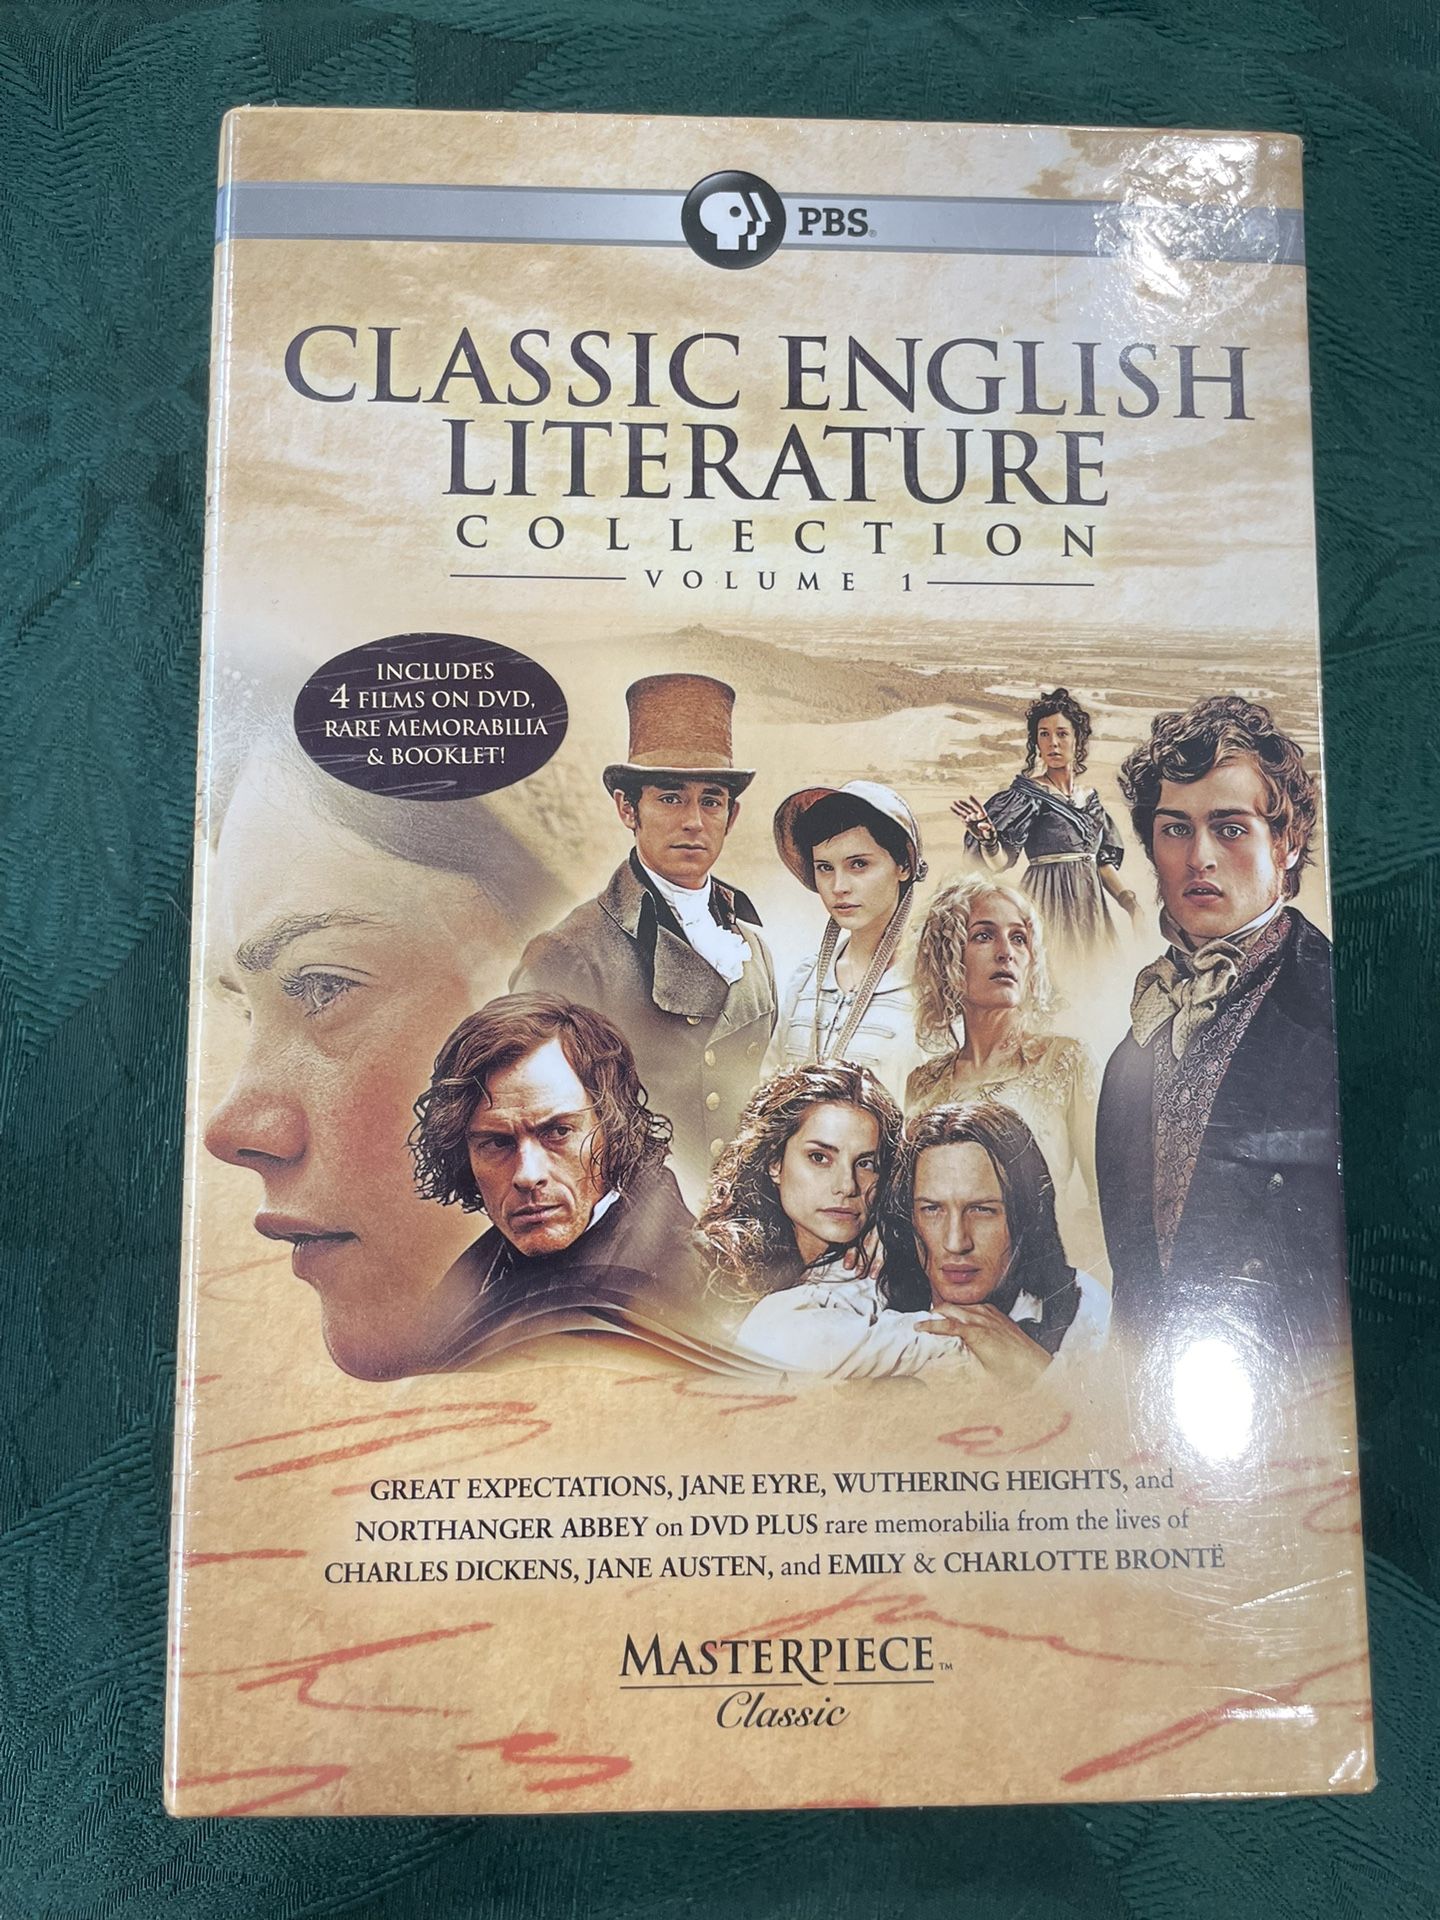 PBS®
CLASSIC ENGLISH
LITERATURE
COLLECTION
VOLUME 1
INCLUDES
4 FILMS ON DVD,
RARE MEMORABILIA
& BOOKLET!
GREAT EXPECTATIONS, JANE EYRE, WUTHERING HEIGHTS, and
NORTHANGER ABBEY on DVD PLUS rare memorabilia from the lives of
CHARLES DICKENS, JANE AUSTEN, and EMILY & CHARLOTTE BRONTË
MASTERPIECE™
Classic